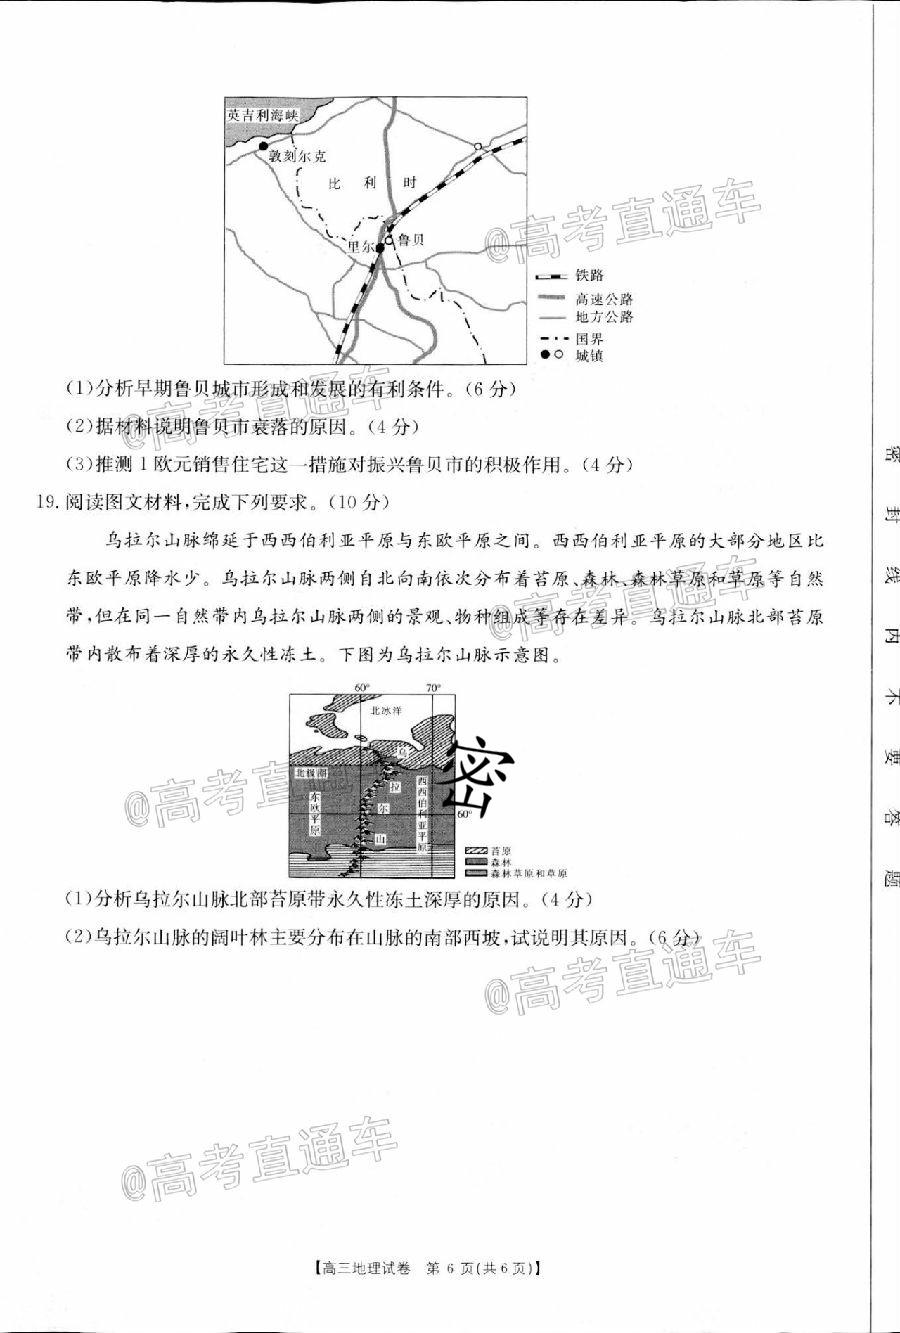 英吉利海峡
敦刻尔克
比利时
里尔
鲁贝
铁路
高速公路
地方公路
国界
城镇
@高考直通车
(1)分析早期鲁贝城市形成和发展的有利条件。(6分)
@高考直通车
(2)据材料说明鲁贝市衰落的原因。(4分)
(3)推测1欧元销售住宅这一措施对振兴鲁贝市的积极作用。(4分)
19.阅读图文材料,完成下列要求。(10分)
乌拉尔山脉绵延于西西伯利亚平原与东欧平原之间。西西伯利亚平原的大部分地区比
东欧平原降水少。乌拉尔山脉两侧自北向南依次分布着苔原、森林、森林草原和草原等自然
带,但在同一自然带内乌拉尔山脉两侧的景观、物种组成等存在差异。乌拉尔山脉北部苔原
带内散布着深厚的永久性冻土。下图为乌拉尔山脉示意图。
@高考直通车
60° 70°
北冰洋
乌拉尔山
北极圈
东欧平原
西西伯利亚平原
60°
密
苔原
森林
森林草原和草原
@高考直通车
(1)分析乌拉尔山脉北部苔原带永久性冻土深厚的原因。(4分)
(2)乌拉尔山脉的阔叶林主要分布在山脉的南部西坡,试说明其原因。(6分)
@高考直通车
@高考直通车
【高三地理试卷 第6页(共6页)】
密封线内不要答题